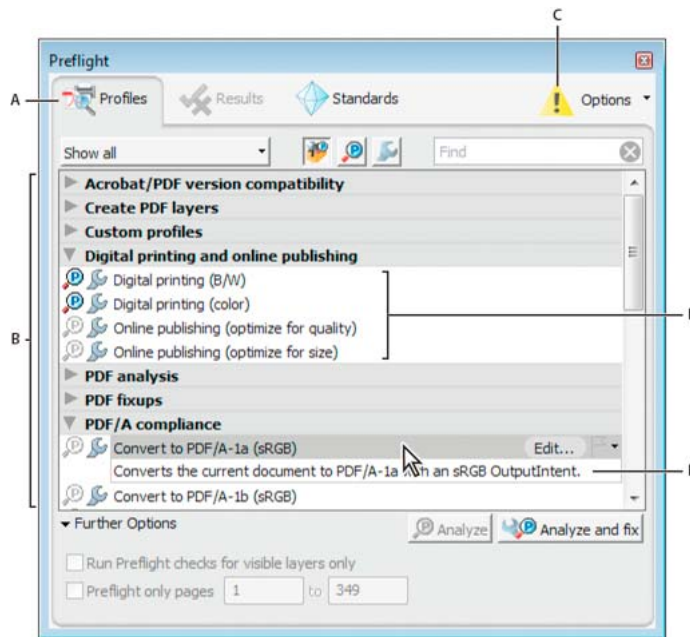 C
Preflight
A
Profiles
Results
Standards
Options
Show all
Find
Acrobat/PDF version compatibility
Create PDF layers
Custom profiles
Digital printing and online publishing
Digital printing (B/W)
Digital printing (color)
Online publishing (optimize for quality)
B
Online publishing (optimize for size)
PDF analysis
PDF fixups
PDF/A compliance
Convert to PDF/A-1a (sRGB)
Edit...
Converts the current document to PDF/A-1a with an sRGB OutputIntent.
Convert to PDF/A-1b (sRGB)
Further Options
Analyze
Analyze and fix
Run Preflight checks for visible layers only
Preflight only pages 1 to 349